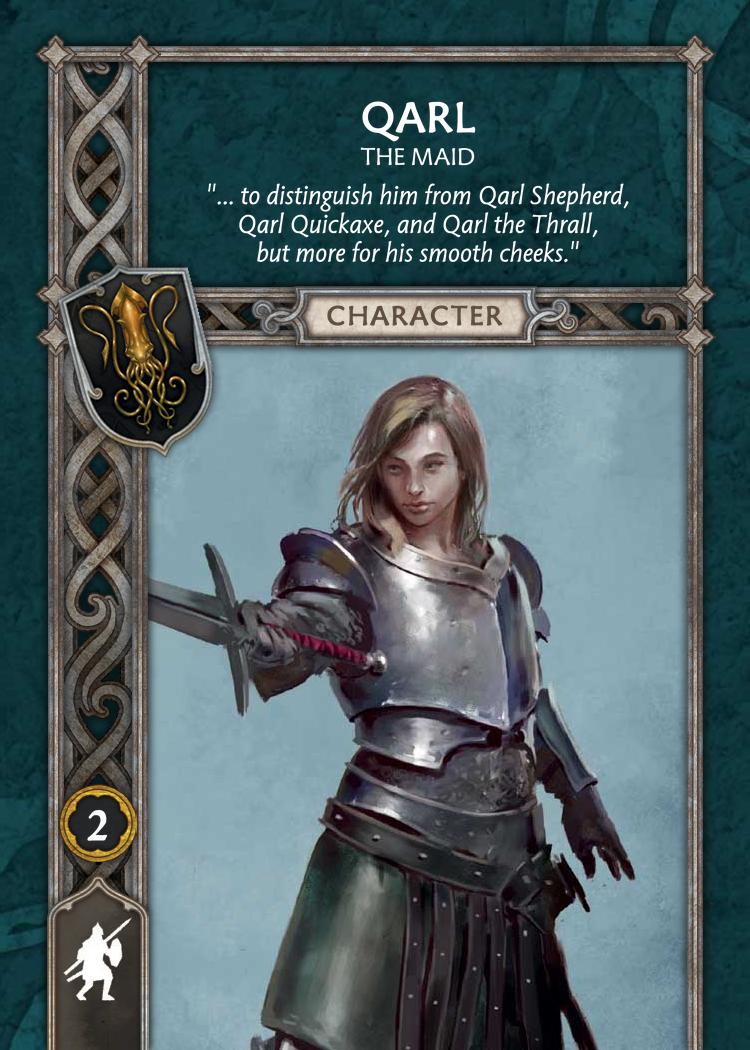 QARL
THE MAID
"... to distinguish him from Qarl Shepherd,
Qarl Quickaxe, and Qarl the Thrall,
but more for his smooth cheeks."
CHARACTER
2